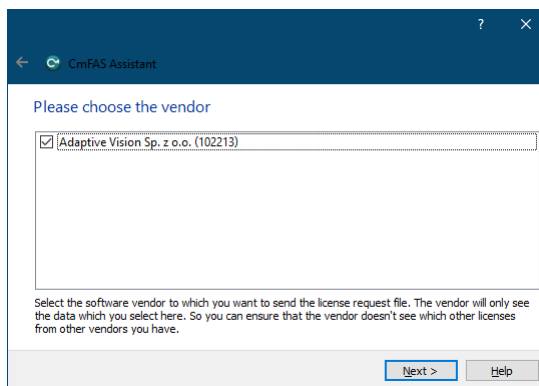 ?
CmFAS Assistant
Please choose the vendor
Adaptive Vision Sp. z o.o. (102213)
Select the software vendor to which you want to send the license request file. The vendor will only see
the data which you select here. So you can ensure that the vendor doesn't see which other licenses
from other vendors you have.
Next > Help